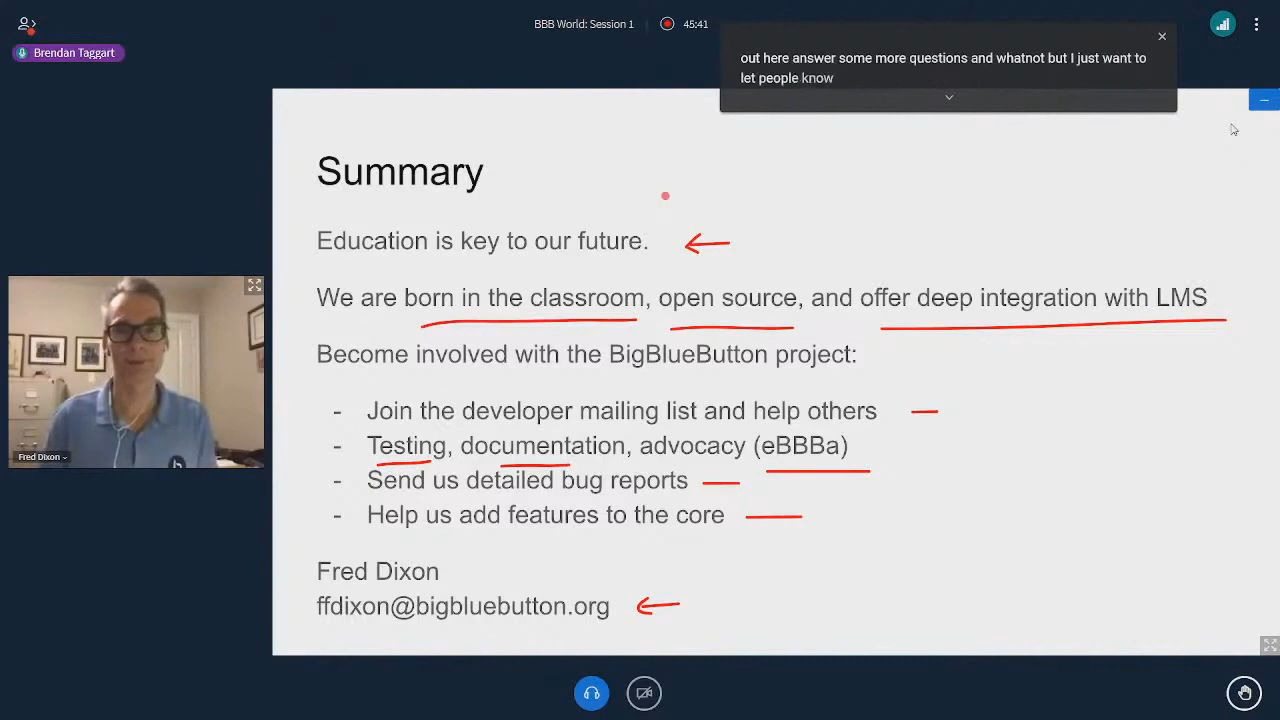 BBB World: Session 1
45:41
Brendan Taggart
out here answer some more questions and whatnot but I just want to
let people know
Summary
Education is key to our future.
We are born in the classroom, open source, and offer deep integration with LMS
Become involved with the BigBlueButton project:
- Join the developer mailing list and help others
- Testing, documentation, advocacy (eBBBa)
- Send us detailed bug reports
- Help us add features to the core
Fred Dixon
ffdixon@bigbluebutton.org
Fred Dixon